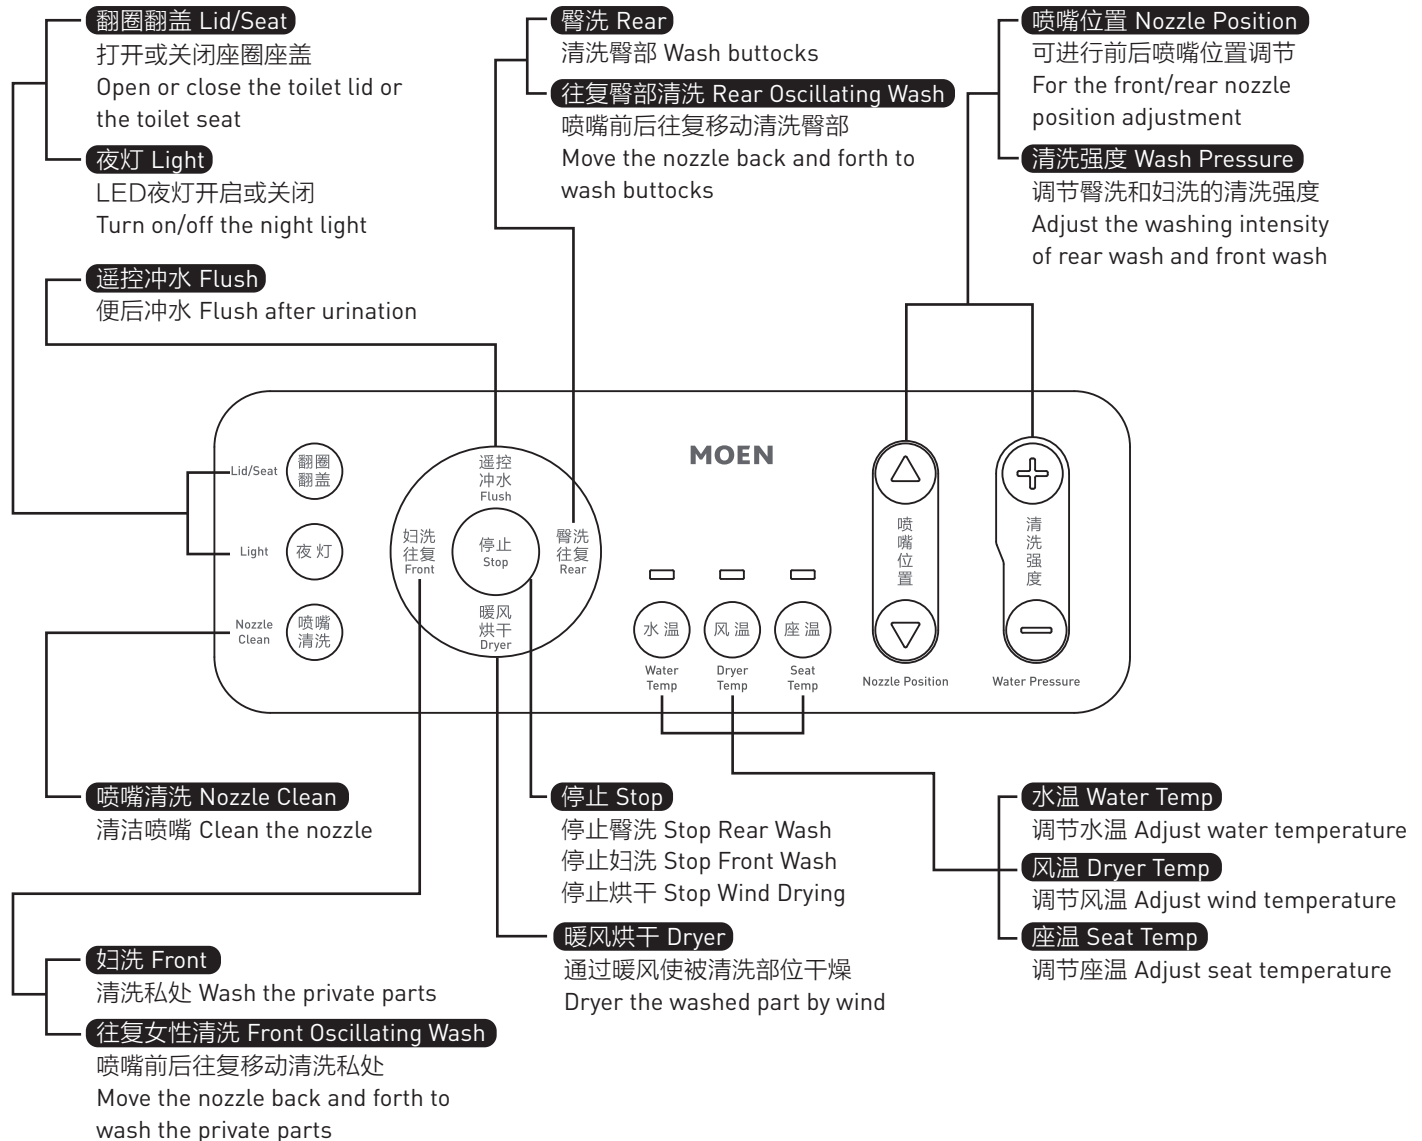 翻圈翻盖 Lid/Seat
打开或关闭座圈座盖
Open or close the toilet lid or
the toilet seat
夜灯 Light
LED夜灯开启或关闭
Turn on/off the night light
遥控冲水 Flush
便后冲水 Flush after urination
臀洗 Rear
清洗臀部 Wash buttocks
往复臀部清洗 Rear Oscillating Wash
喷嘴前后往复移动清洗臀部
Move the nozzle back and forth to
wash buttocks
喷嘴位置 Nozzle Position
可进行前后喷嘴位置调节
For the front/rear nozzle
position adjustment
清洗强度 Wash Pressure
调节臀洗和妇洗的清洗强度
Adjust the washing intensity
of rear wash and front wash
Lid/Seat
翻圈
翻盖
Light
夜灯
Nozzle
Clean
喷嘴
清洗
遥控
冲水
Flush
妇洗
往复
Front
停止
Stop
臀洗
往复
Rear
暖风
烘干
Dryer
MOEN
水温
Water
Temp
风温
Dryer
Temp
座温
Seat
Temp
喷
嘴
位
置
Nozzle Position
清
洗
强
度
Water Pressure
喷嘴清洗 Nozzle Clean
清洁喷嘴 Clean the nozzle
妇洗 Front
清洗私处 Wash the private parts
往复女性清洗 Front Oscillating Wash
喷嘴前后往复移动清洗私处
Move the nozzle back and forth to
wash the private parts
停止 Stop
停止臀洗 Stop Rear Wash
停止妇洗 Stop Front Wash
停止烘干 Stop Wind Drying
暖风烘干 Dryer
通过暖风使被清洗部位干燥
Dryer the washed part by wind
水温 Water Temp
调节水温 Adjust water temperature
风温 Dryer Temp
调节风温 Adjust wind temperature
座温 Seat Temp
调节座温 Adjust seat temperature